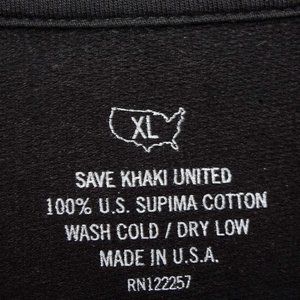 XL
SAVE KHAKI UNITED
100% U.S. SUPIMA COTTON
WASH COLD / DRY LOW
MADE IN U.S.A.
RN122257